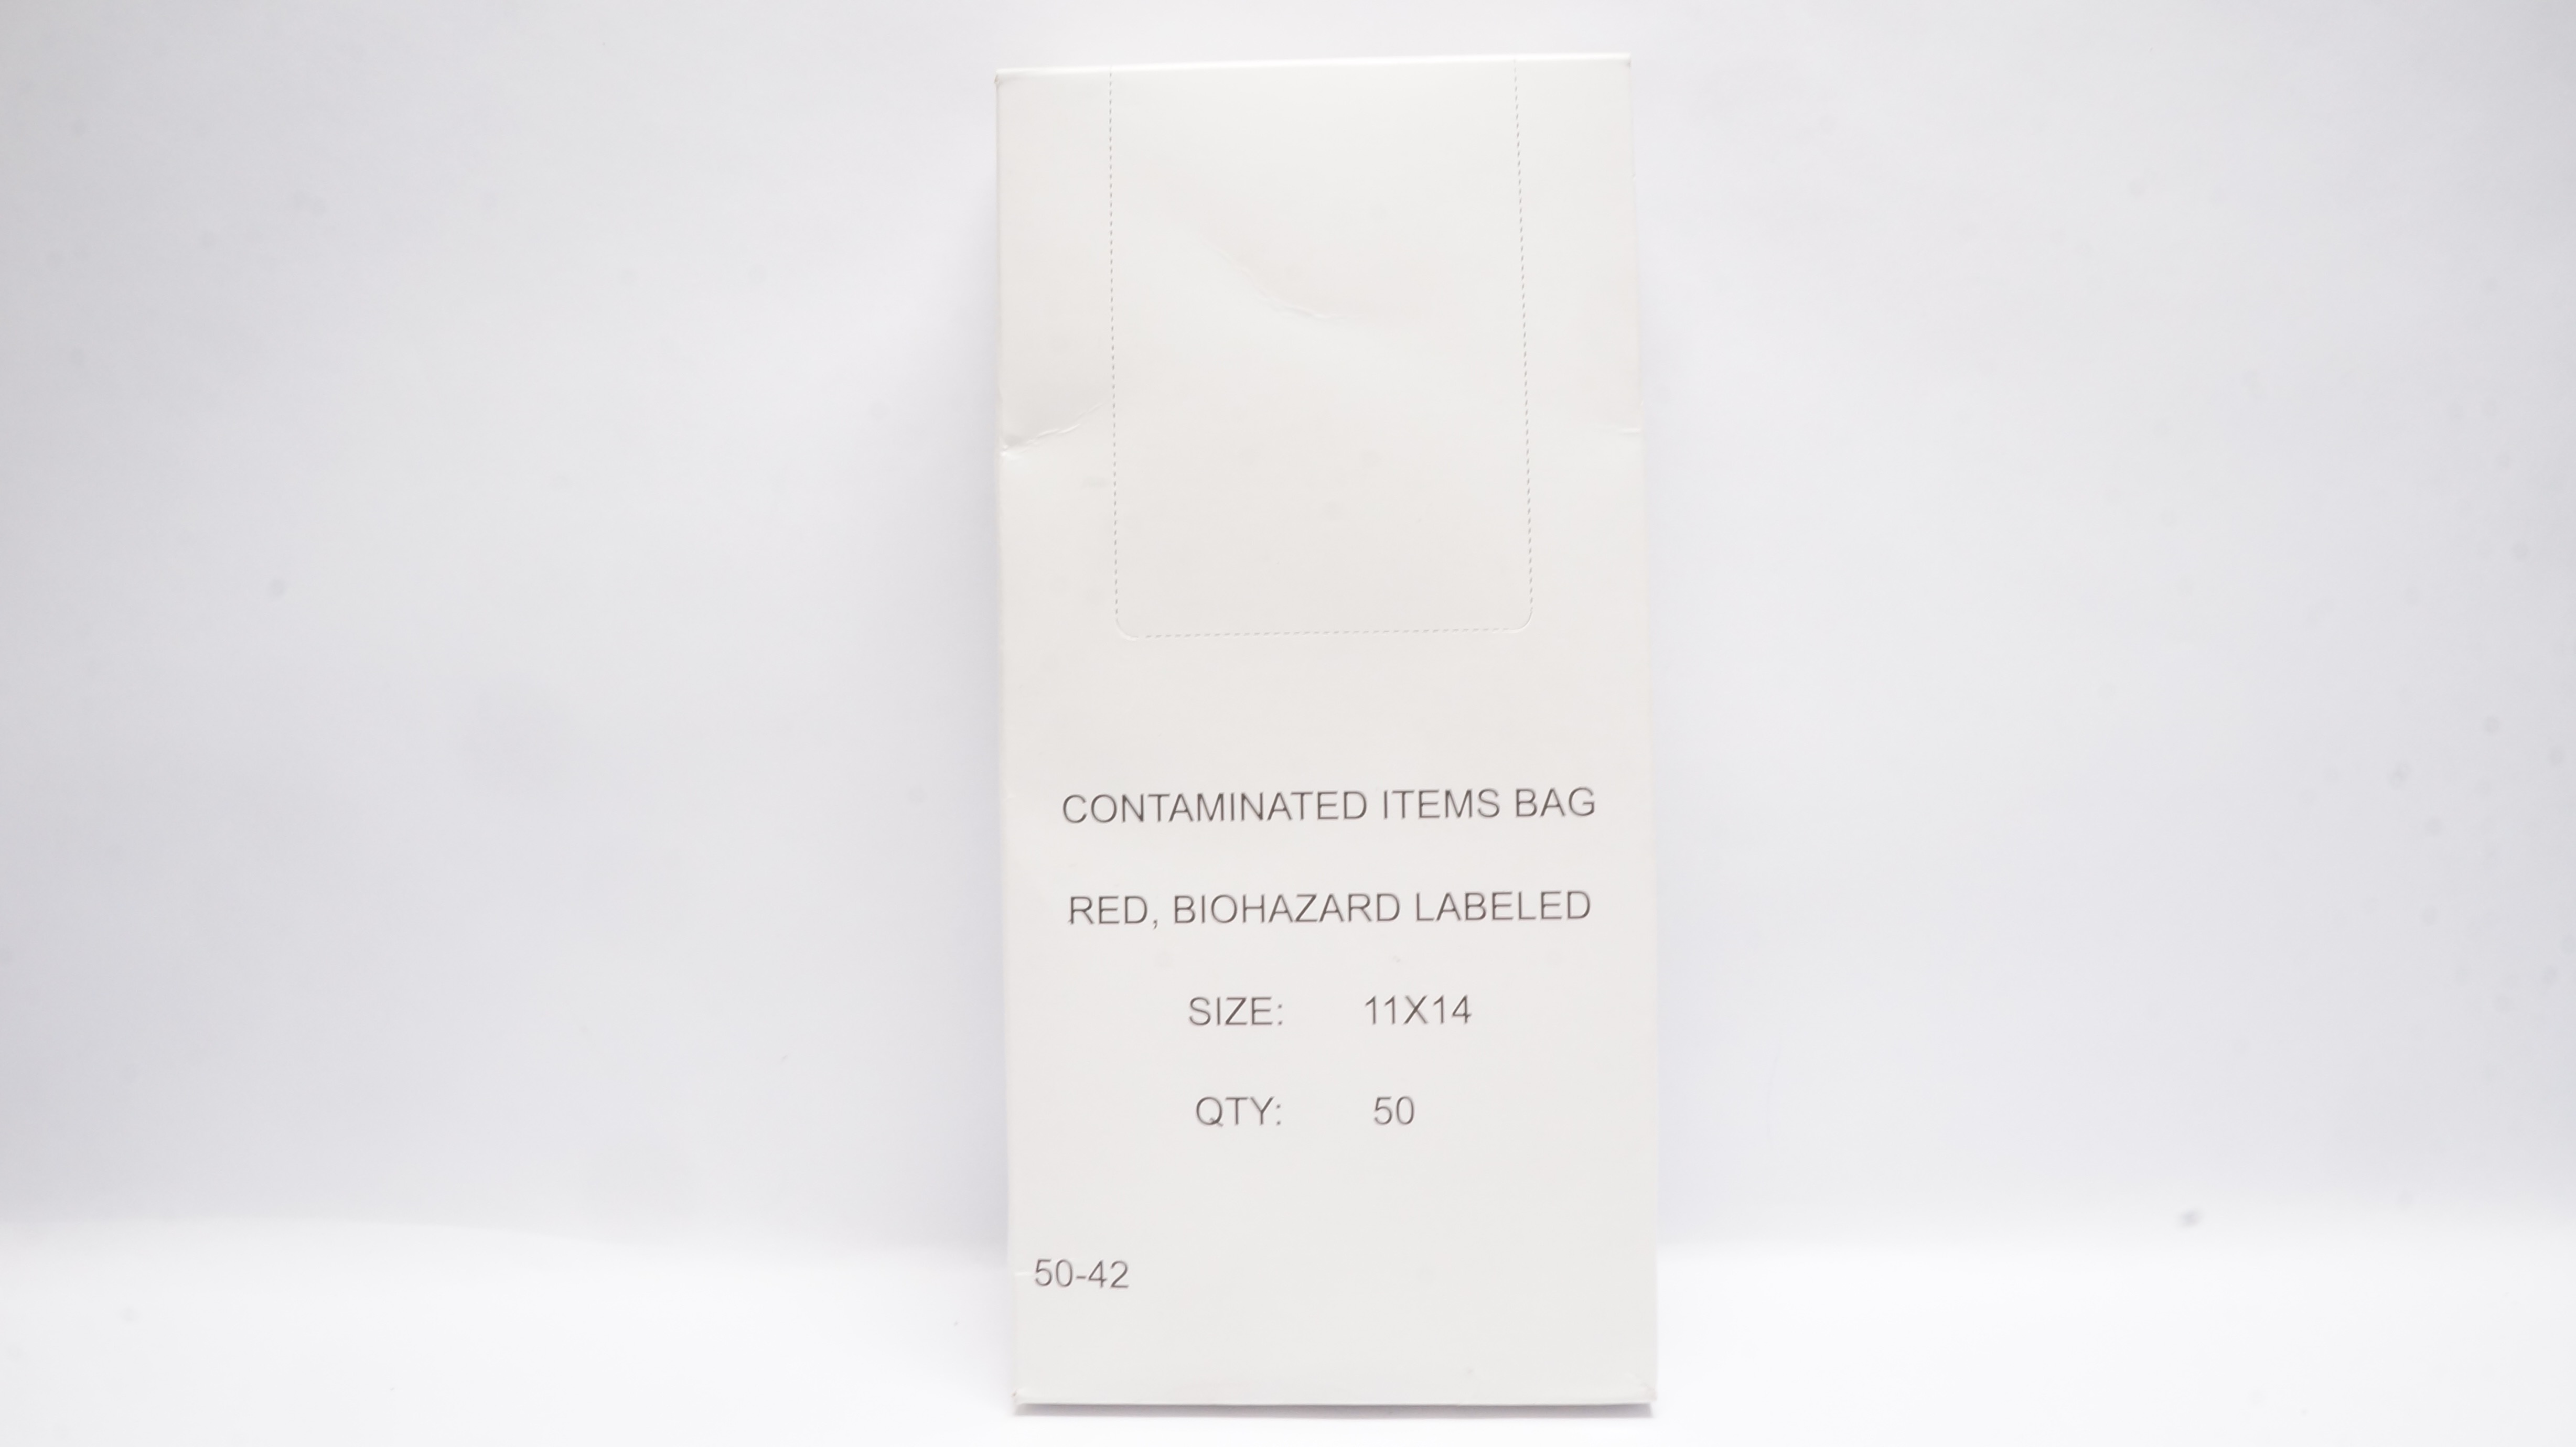 CONTAMINATED ITEMS BAG
RED, BIOHAZARD LABELED
SIZE: 11X14
QTY: 50
50-42